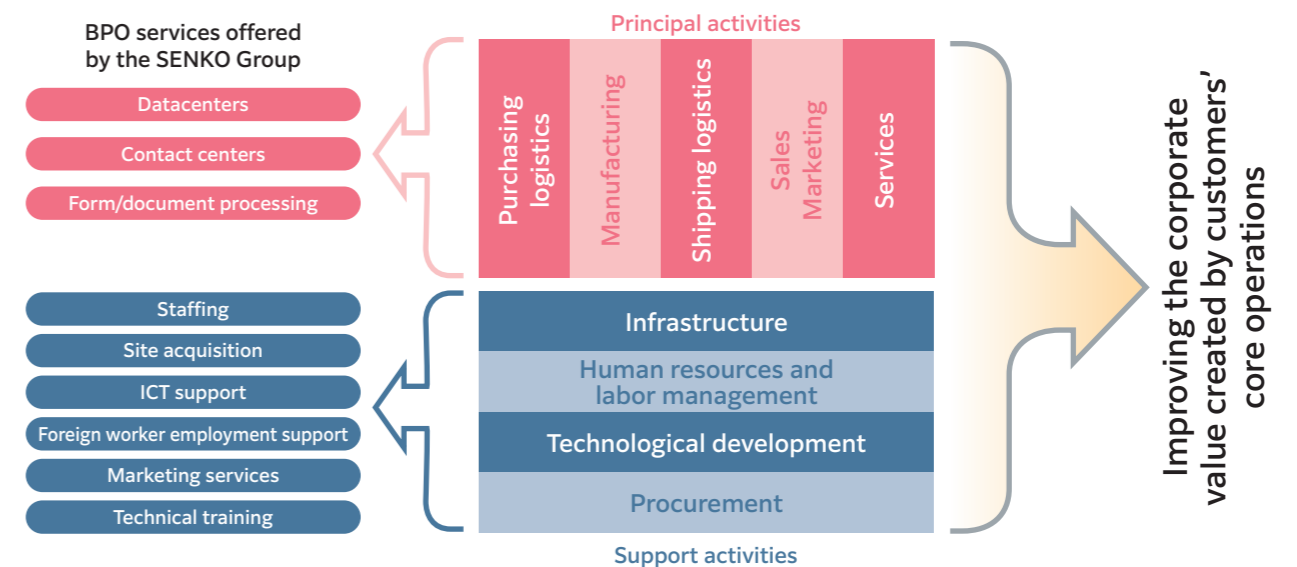 BPO services offered
by the SENKO Group
Datacenters
Contact centers
Form/document processing
Staffing
Site acquisition
ICT support
Foreign worker employment support
Marketing services
Technical training
Principal activities
Purchasing
logistics
Manufacturing
Shipping logistics
Sales
Marketing
Services
Infrastructure
Human resources and
labor management
Technological development
Procurement
Support activities
Improving the corporate
value created by customers’
core operations